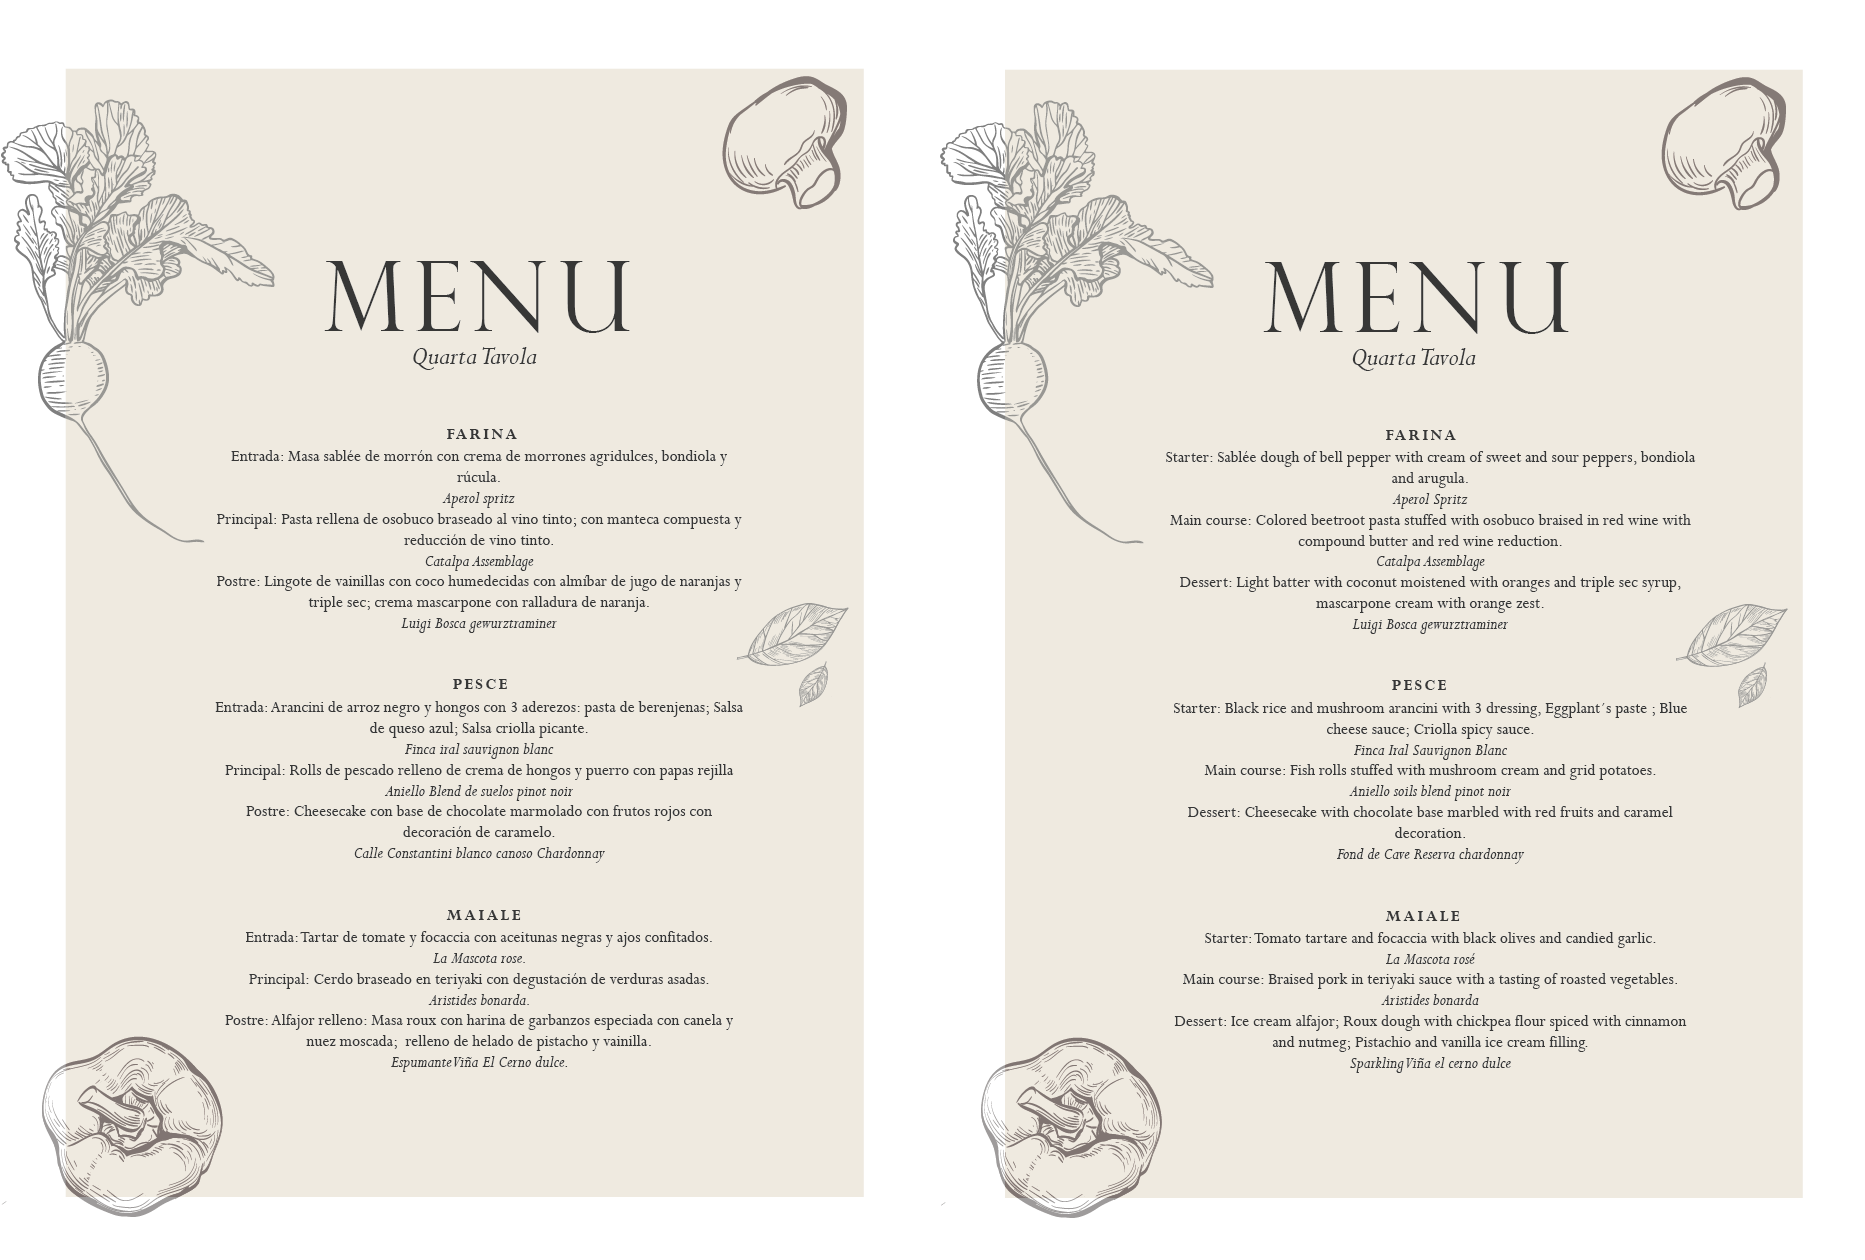 MENU
Quarta Tavola
FARINA
Entrada: Masa sablée de morrón con crema de morrones agridulces, bondiola y
rúcula.
Aperol spritz
Principal: Pasta rellena de osobuco braseado al vino tinto; con manteca compuesta y
reducción de vino tinto.
Catalpa Assemblage
Postre: Lingote de vainillas con coco humedecidas con almíbar de jugo de naranjas y
triple sec; crema mascarpone con ralladura de naranja.
Luigi Bosca gewurztraminer
PESCE
Entrada: Arancini de arroz negro y hongos con 3 aderezos: pasta de berenjenas; Salsa
de queso azul; Salsa criolla picante.
Finca iral sauvignon blanc
Principal: Rolls de pescado relleno de crema de hongos y puerro con papas rejilla
Aniello Blend de suelos pinot noir
Postre: Cheesecake con base de chocolate marmolado con frutos rojos con
decoración de caramelo.
Calle Constantini blanco canoso Chardonnay
MAIALE
Entrada: Tartar de tomate y focaccia con aceitunas negras y ajos confitados.
La Mascota rose.
Principal: Cerdo braseado en teriyaki con degustación de verduras asadas.
Aristides bonarda.
Postre: Alfajor relleno: Masa roux con harina de garbanzos especiada con canela y
nuez moscada; relleno de helado de pistacho y vainilla.
Espumante Viña El Cerno dulce.
MENU
Quarta Tavola
FARINA
Starter: Sablée dough of bell pepper with cream of sweet and sour peppers, bondiola
and arugula.
Aperol Spritz
Main course: Colored beetroot pasta stuffed with osobuco braised in red wine with
compound butter and red wine reduction.
Catalpa Assemblage
Dessert: Light batter with coconut moistened with oranges and triple sec syrup,
mascarpone cream with orange zest.
Luigi Bosca gewurztraminer
PESCE
Starter: Black rice and mushroom arancini with 3 dressing, Eggplant´s paste ; Blue
cheese sauce; Criolla spicy sauce.
Finca Iral Sauvignon Blanc
Main course: Fish rolls stuffed with mushroom cream and grid potatoes.
Aniello soils blend pinot noir
Dessert: Cheesecake with chocolate base marbled with red fruits and caramel
decoration.
Fond de Cave Reserva chardonnay
MAIALE
Starter: Tomato tartare and focaccia with black olives and candied garlic.
La Mascota rosé
Main course: Braised pork in teriyaki sauce with a tasting of roasted vegetables.
Aristides bonarda
Dessert: Ice cream alfajor; Roux dough with chickpea flour spiced with cinnamon
and nutmeg; Pistachio and vanilla ice cream filling.
Sparkling Viña el cerno dulce